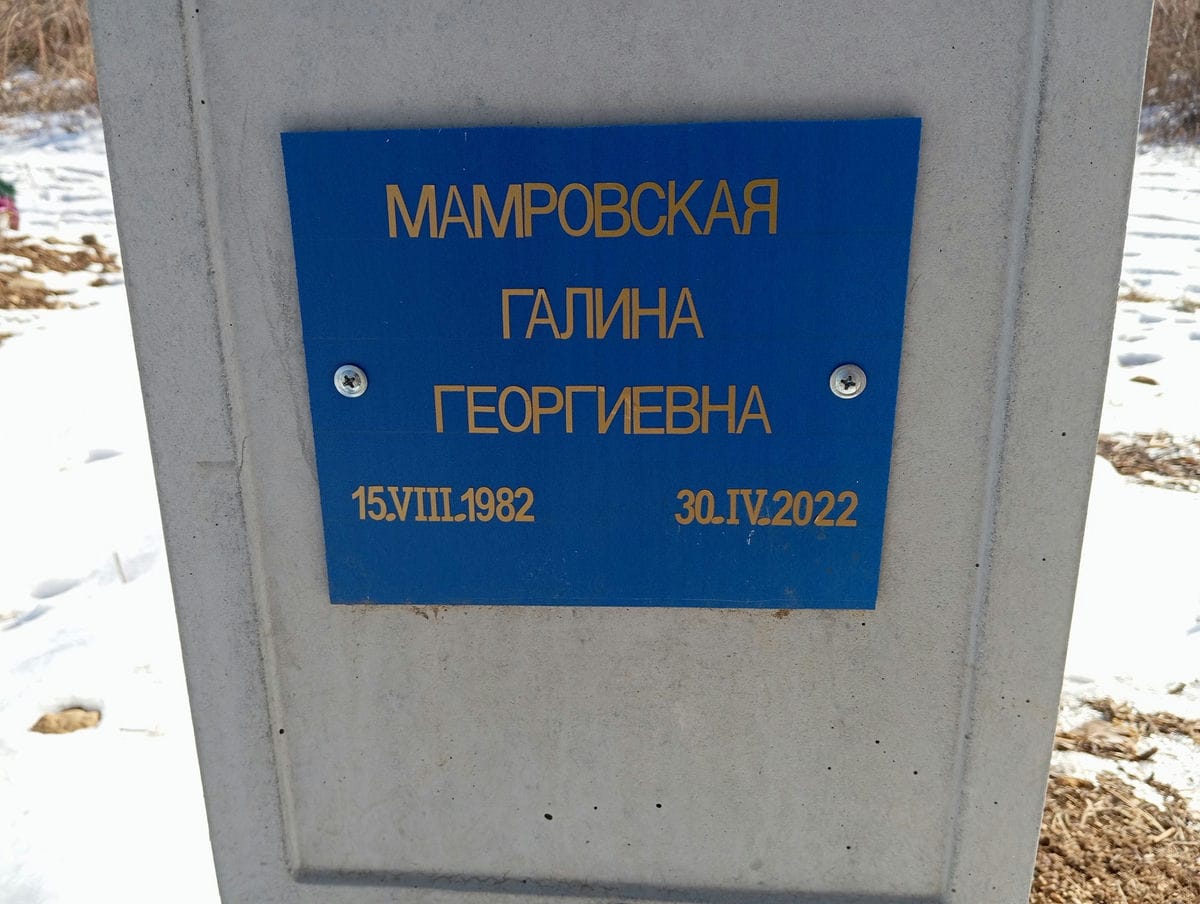 МАМРОВСКАЯ
ГАЛИНА
ГЕОРГИЕВНА
15.VIII.1982 30.IV.2022